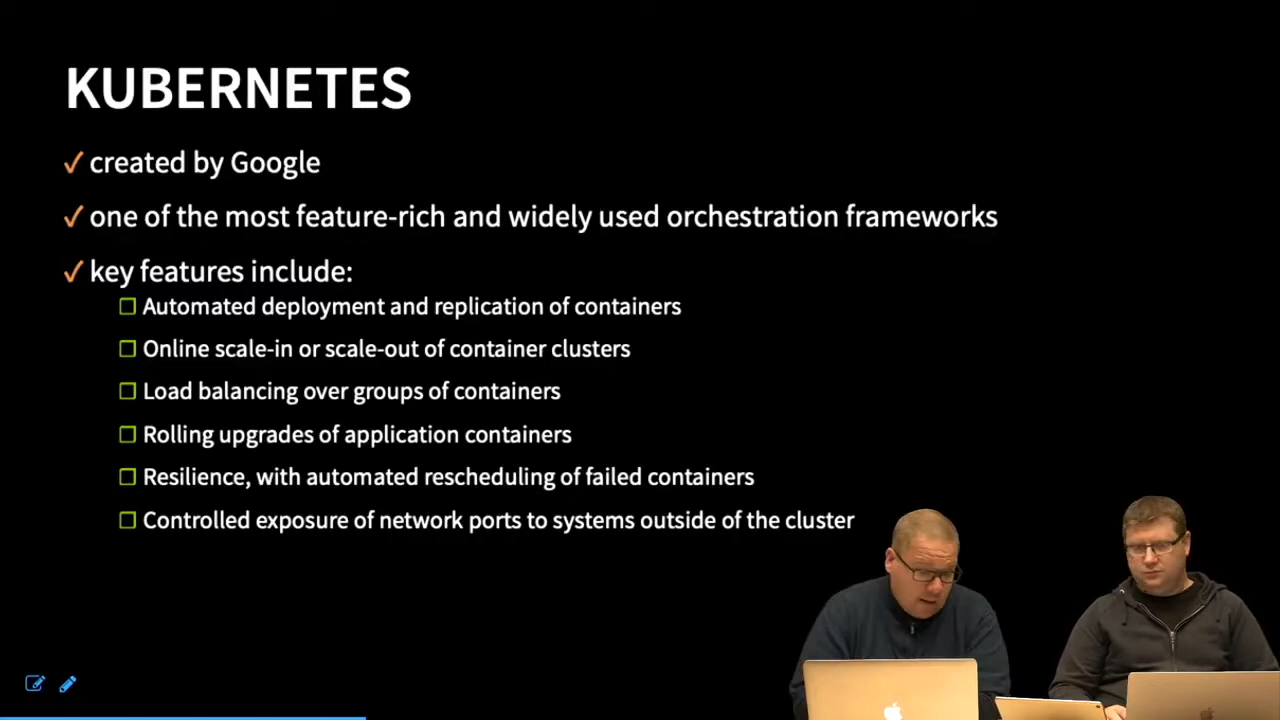 KUBERNETES
✓ created by Google
✓ one of the most feature-rich and widely used orchestration frameworks
✓ key features include:
❒ Automated deployment and replication of containers
❒ Online scale-in or scale-out of container clusters
❒ Load balancing over groups of containers
❒ Rolling upgrades of application containers
❒ Resilience, with automated rescheduling of failed containers
❒ Controlled exposure of network ports to systems outside of the cluster